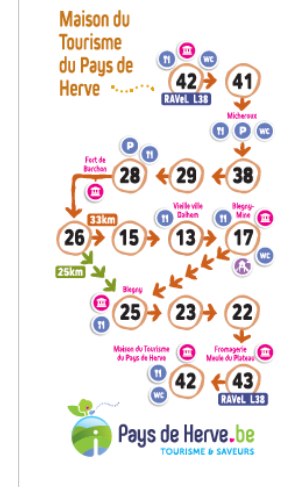 Maison du
Tourisme
du Pays de
Herve
WC
42
41
RAVeL L38
Micheroux
P
WC
P
Fort de
Barchon
28
29
38
33km
Vieille ville
Dalhem
Blegny-
Mine
26
15
13
17
25km
WC
Blegny
25
23
22
Maison du Tourisme
du Pays de Herve
Fromagerie
Meule du Plateau
42
43
WC
RAVeL L38
Pays de Herve.be
TOURISME & SAVEURS